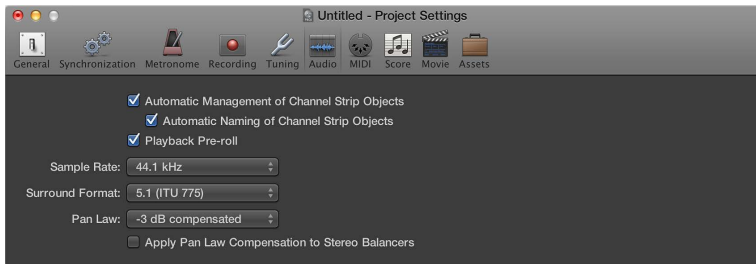 Untitled - Project Settings
General Synchronization Metronome Recording Tuning Audio MIDI Score Movie Assets
Automatic Management of Channel Strip Objects
Automatic Naming of Channel Strip Objects
Playback Pre-roll
Sample Rate: 44.1 kHz
Surround Format: 5.1 (ITU 775)
Pan Law: -3 dB compensated
Apply Pan Law Compensation to Stereo Balancers